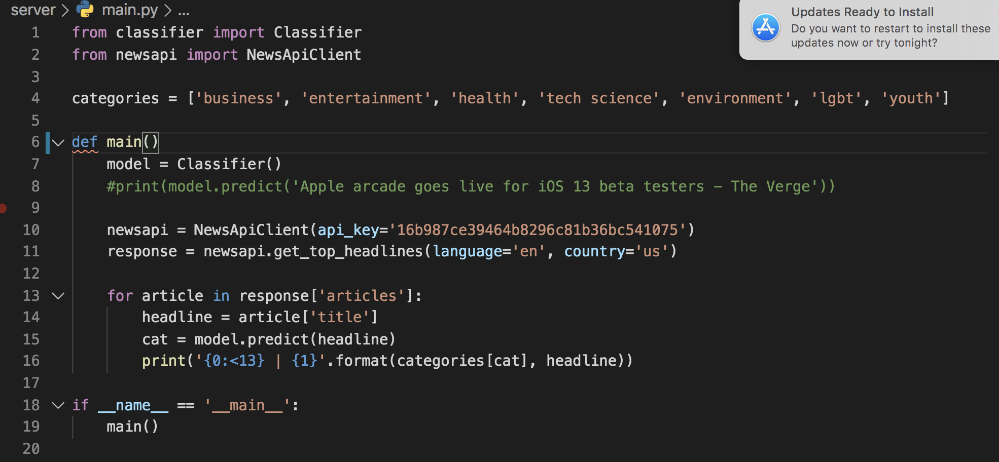 server > main.py > ...
Updates Ready to Install
Do you want to restart to install these
updates now or try tonight?
1 from classifier import Classifier
2 from newsapi import NewsApiClient
3
4 categories = ['business', 'entertainment', 'health', 'tech science', 'environment', 'lgbt', 'youth']
5
6 def main()
7     model = Classifier()
8     #print(model.predict('Apple arcade goes live for iOS 13 beta testers – The Verge'))
9
10     newsapi = NewsApiClient(api_key='16b987ce39464b8296c81b36bc541075')
11     response = newsapi.get_top_headlines(language='en', country='us')
12
13     for article in response['articles']:
14         headline = article['title']
15         cat = model.predict(headline)
16         print('{0:<13} | {1}'.format(categories[cat], headline))
17
18 if __name__ == '__main__':
19     main()
20